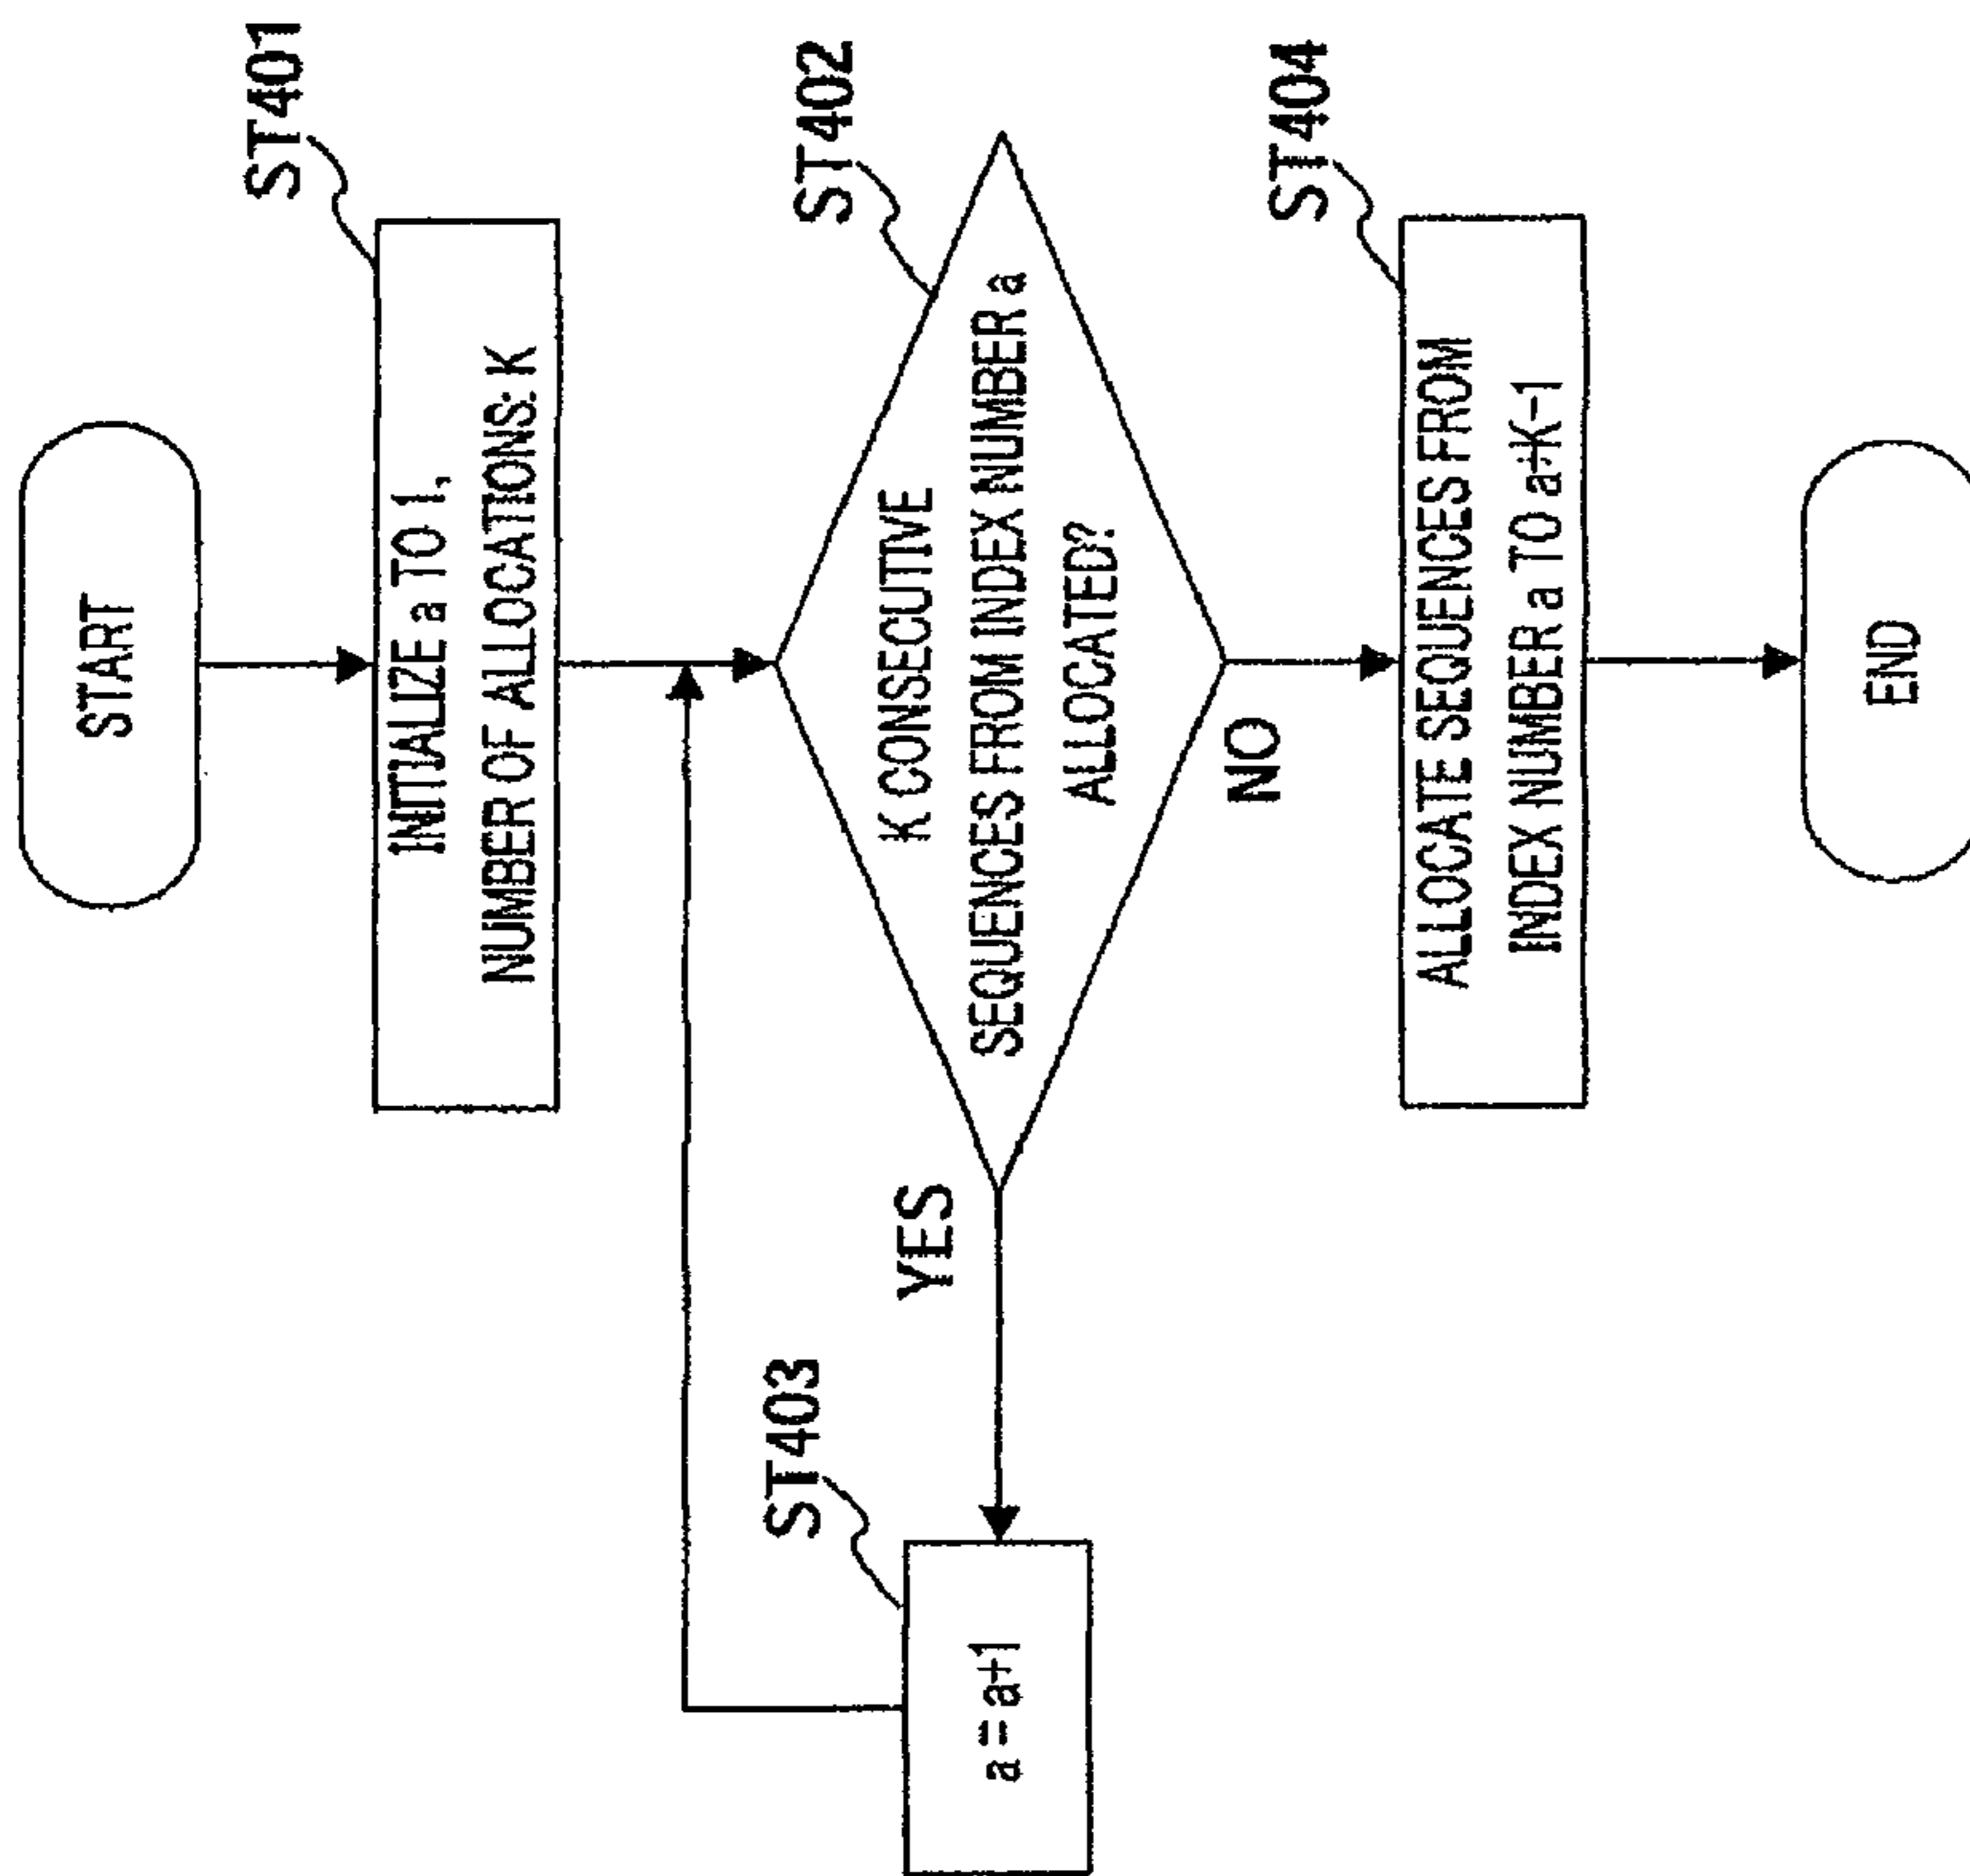 START
ST401
INITIALIZE a TO 1,
NUMBER OF ALLOCATIONS: K
ST402
K CONSECUTIVE
SEQUENCES FROM INDEX NUMBER a
ALLOCATED?
YES
ST403
a = a+1
NO
ST404
ALLOCATE SEQUENCES FROM
INDEX NUMBER a TO a+K-1
END